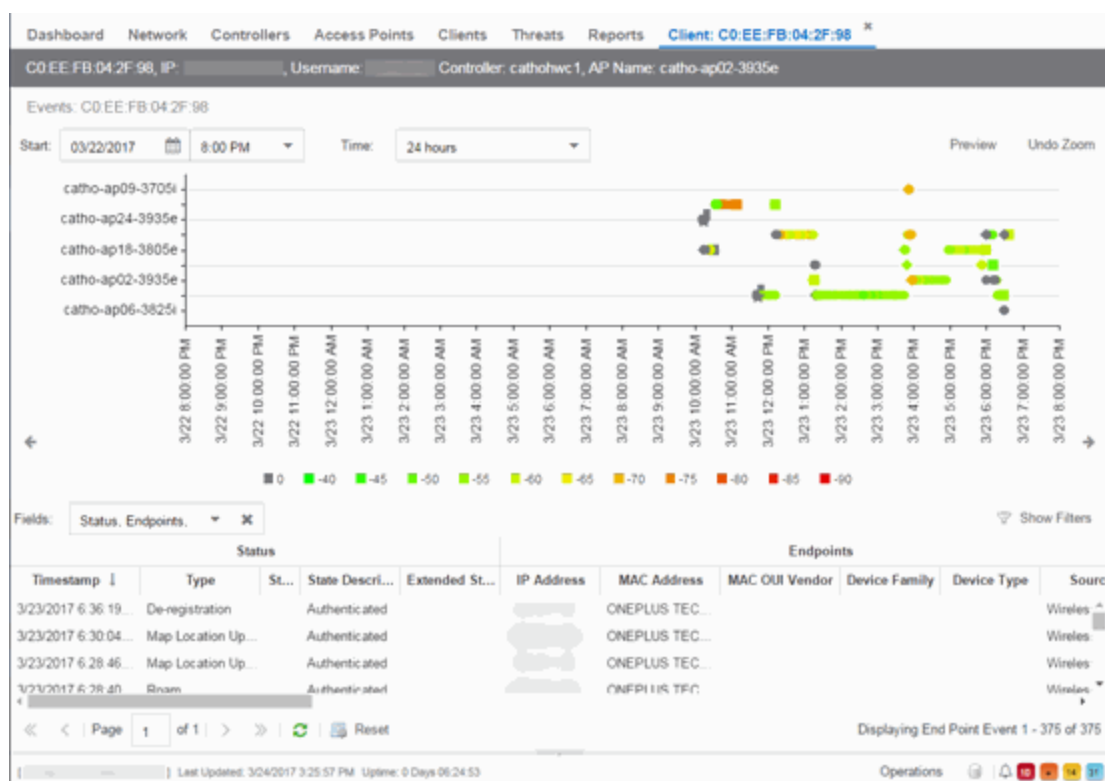 Dashboard Network Controllers Access Points Clients Threats Reports Client: C0:EE:FB:04:2F:98 ×
C0:EE:FB:04:2F:98, IP: , Username: Controller: cathohwc1, AP Name: catho-ap02-3935e
Events: C0:EE:FB:04:2F:98
Start: 03/22/2017 8:00 PM Time: 24 hours Preview Undo Zoom
catho-ap09-3705i
catho-ap24-3935e
catho-ap18-3805e
catho-ap02-3935e
catho-ap06-3825i
3/22 8:00:00 PM
3/22 9:00:00 PM
3/22 10:00:00 PM
3/22 11:00:00 PM
3/23 12:00:00 AM
3/23 1:00:00 AM
3/23 2:00:00 AM
3/23 3:00:00 AM
3/23 4:00:00 AM
3/23 5:00:00 AM
3/23 6:00:00 AM
3/23 7:00:00 AM
3/23 8:00:00 AM
3/23 9:00:00 AM
3/23 10:00:00 AM
3/23 11:00:00 AM
3/23 12:00:00 PM
3/23 1:00:00 PM
3/23 2:00:00 PM
3/23 3:00:00 PM
3/23 4:00:00 PM
3/23 5:00:00 PM
3/23 6:00:00 PM
3/23 7:00:00 PM
3/23 8:00:00 PM
0 -40 -45 -50 -55 -60 -65 -70 -75 -80 -85 -90
Fields: Status, Endpoints, Show Filters
Status Endpoints
Timestamp Type St... State Descri... Extended St... IP Address MAC Address MAC OUI Vendor Device Family Device Type Sourc
3/23/2017 6:36:19... De-registration Authenticated ONEPLUS TEC... Wireles
3/23/2017 6:30:04... Map Location Up... Authenticated ONEPLUS TEC... Wireles
3/23/2017 6:28:46... Map Location Up... Authenticated ONEPLUS TEC... Wireles
3/23/2017 6:28:40 Roam Authenticated ONEPLUS TEC Wireles
Page 1 of 1 Reset Displaying End Point Event 1 - 375 of 375
[ ] Last Updated: 3/24/2017 3:25:57 PM Uptime: 0 Days 06:24:53 Operations 10 14 31